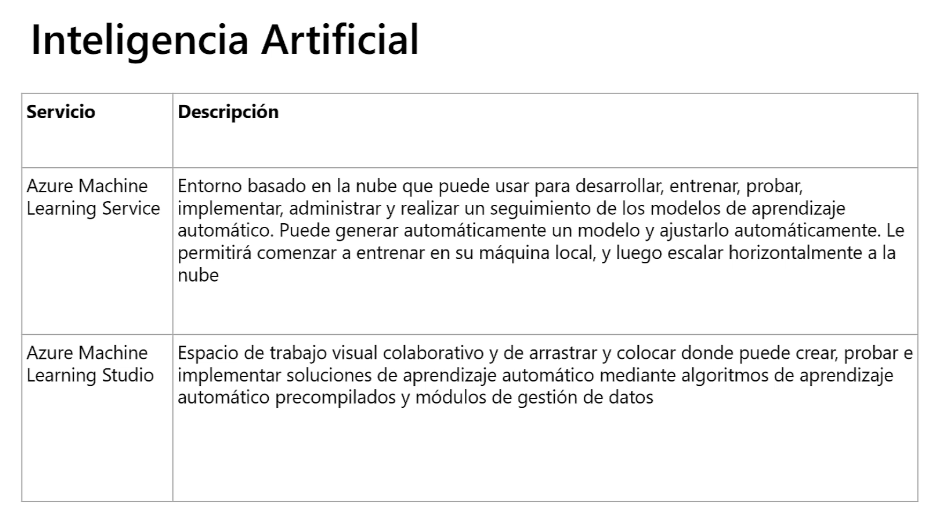 Inteligencia Artificial
Servicio
Descripción
Azure Machine
Learning Service
Entorno basado en la nube que puede usar para desarrollar, entrenar, probar,
implementar, administrar y realizar un seguimiento de los modelos de aprendizaje
automático. Puede generar automáticamente un modelo y ajustarlo automáticamente. Le
permitirá comenzar a entrenar en su máquina local, y luego escalar horizontalmente a la
nube
Azure Machine
Learning Studio
Espacio de trabajo visual colaborativo y de arrastrar y colocar donde puede crear, probar e
implementar soluciones de aprendizaje automático mediante algoritmos de aprendizaje
automático precompilados y módulos de gestión de datos